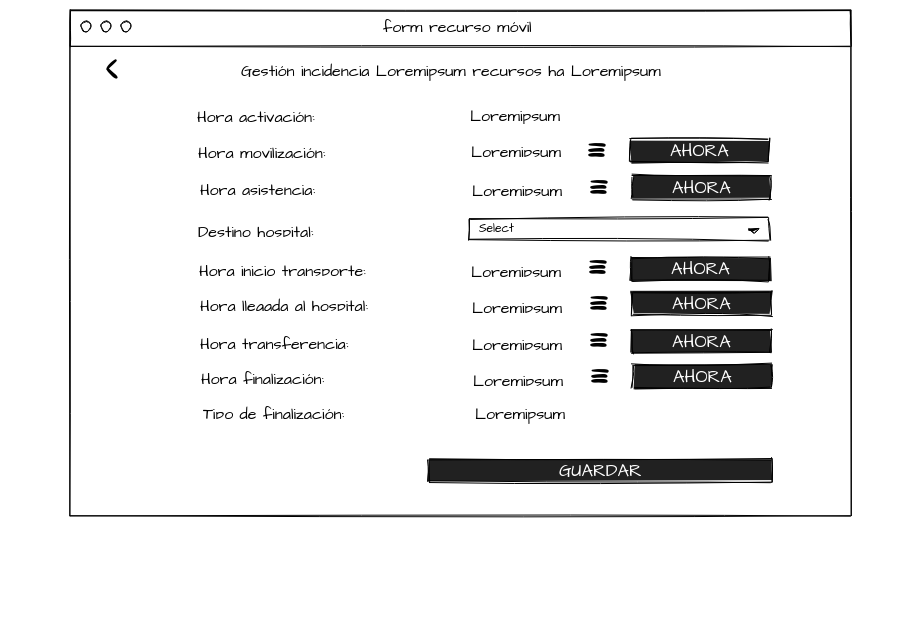 form recurso móvil
Gestión incidencia Loremipsum recursos ha Loremipsum
Hora activación: Loremipsum
Hora movilización: Loremipsum AHORA
Hora asistencia: Loremipsum AHORA
Destino hospital: Select
Hora inicio transporte: Loremipsum AHORA
Hora llegada al hospital: Loremipsum AHORA
Hora transferencia: Loremipsum AHORA
Hora finalización: Loremipsum AHORA
Tipo de finalización: Loremipsum
GUARDAR